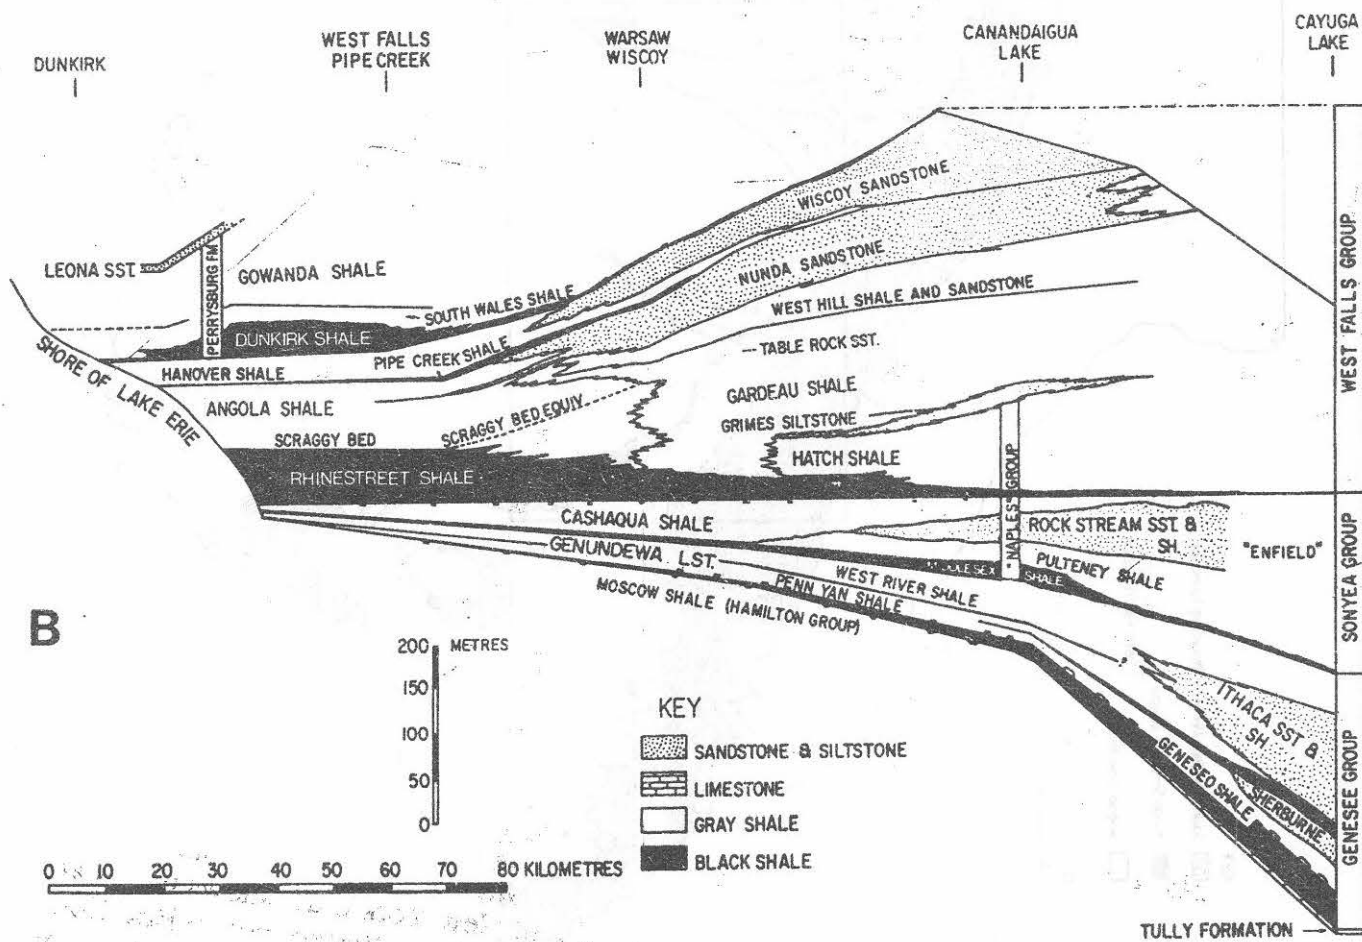 DUNKIRK
WEST FALLS
PIPE CREEK
WARSAW
WISCOY
CANANDAIGUA
LAKE
CAYUGA
LAKE
WISCOY SANDSTONE
NUNDA SANDSTONE
WEST HILL SHALE AND SANDSTONE
TABLE ROCK SST.
LEONA SST.
PERRYSBURG FM
GOWANDA SHALE
SOUTH WALES SHALE
DUNKIRK SHALE
PIPE CREEK SHALE
HANOVER SHALE
ANGOLA SHALE
SHORE OF LAKE ERIE
SCRAGGY BED
SCRAGGY BED EQUIV
GARDEAU SHALE
GRIMES SILTSTONE
HATCH SHALE
RHINESTREET SHALE
"NAPLES" GROUP
CASHAQUA SHALE
ROCK STREAM SST. &
SH.
"ENFIELD"
GENUNDEWA LST.
MIDDLESEX
SHALE
PULTENEY SHALE
WEST RIVER SHALE
PENN YAN SHALE
MOSCOW SHALE (HAMILTON GROUP)
ITHACA SST &
SH.
GENESEO SHALE
SHERBURNE
TULLY FORMATION
WEST FALLS GROUP
SONYEA GROUP
GENESEE GROUP
B
200 METRES
150
100
50
0
KEY
SANDSTONE & SILTSTONE
LIMESTONE
GRAY SHALE
BLACK SHALE
0 10 20 30 40 50 60 70 80 KILOMETRES